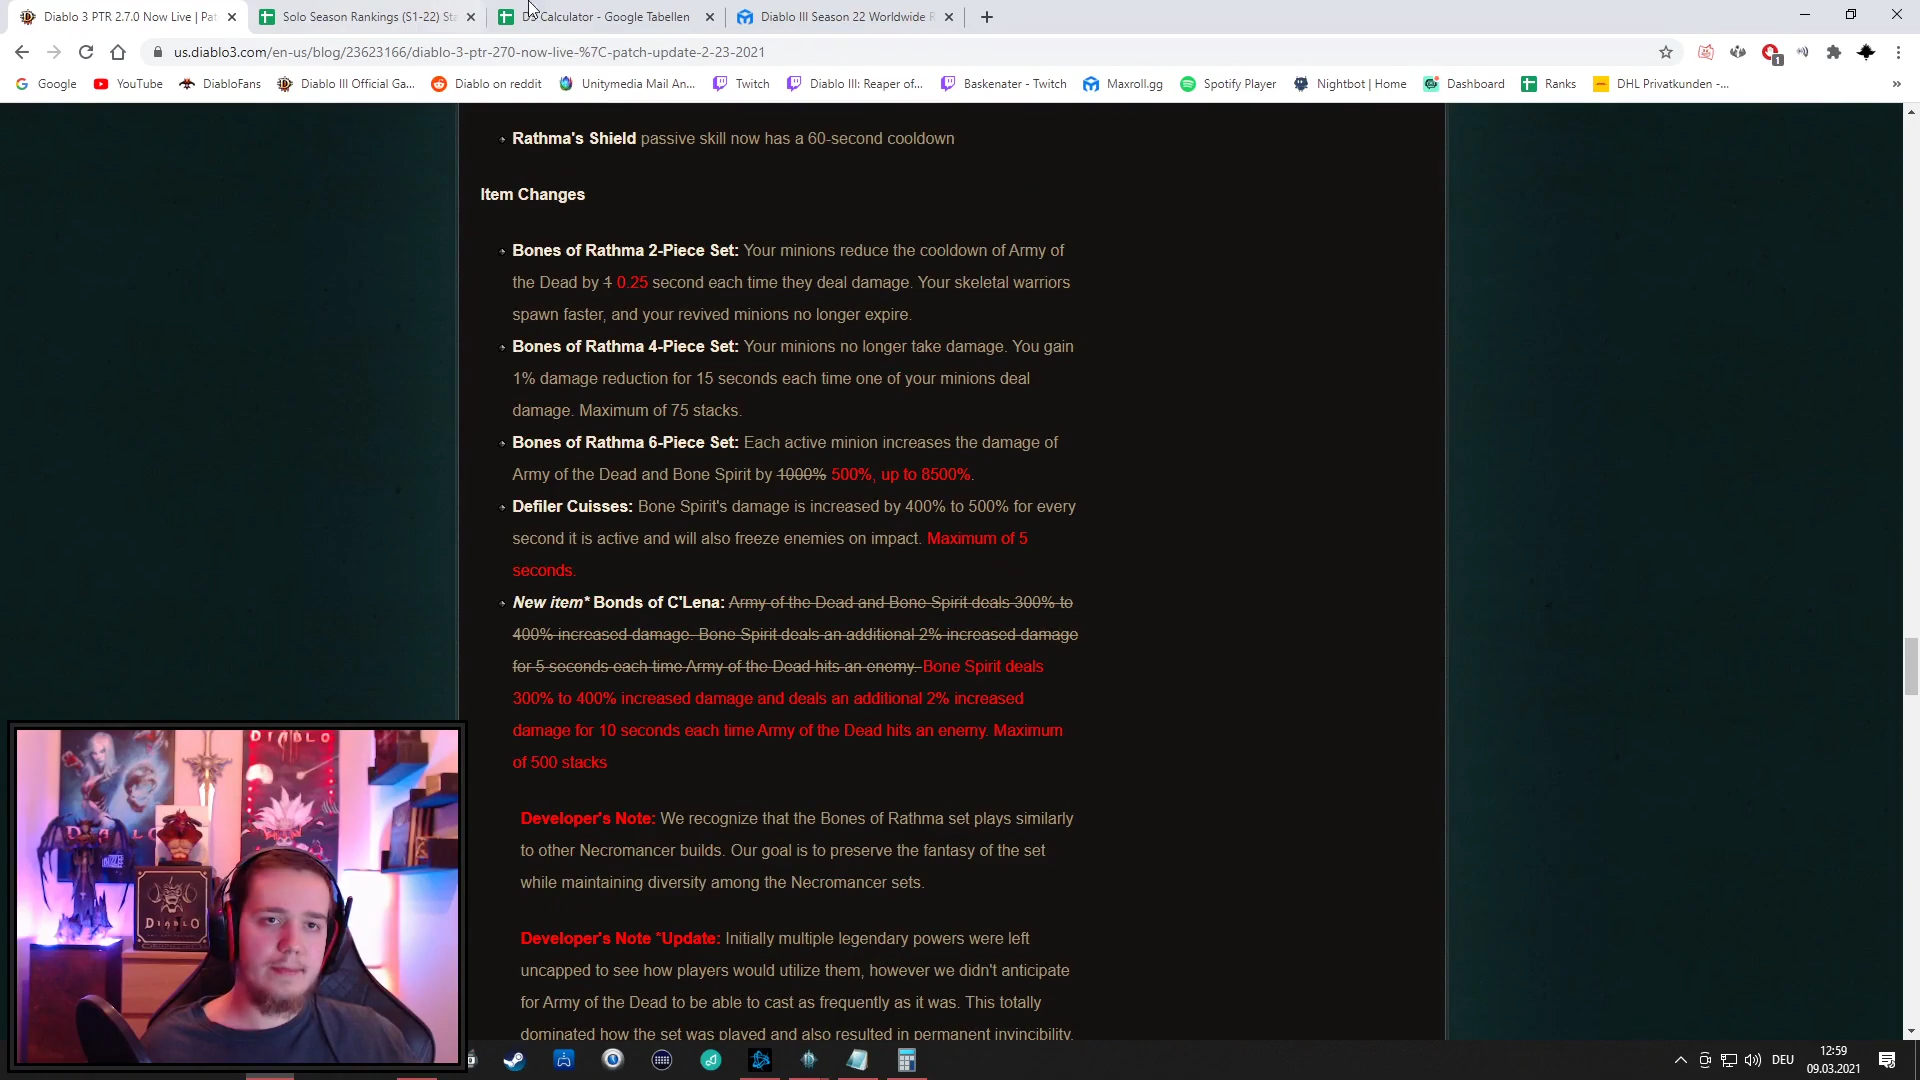 Diablo 3 PTR 2.7.0 Now Live | Pat
Solo Season Rankings (S1-22) Sta
Calculator - Google Tabellen
Diablo III Season 22 Worldwide R
us.diablo3.com/en-us/blog/23623166/diablo-3-ptr-270-now-live-%7C-patch-update-2-23-2021
1
Google
YouTube
DiabloFans
Diablo III Official Ga...
Diablo on reddit
Unitymedia Mail An...
Twitch
Diablo III: Reaper of...
Baskenater - Twitch
Maxroll.gg
Spotify Player
Nightbot | Home
Dashboard
Ranks
DHL Privatkunden -...
»
Rathma's Shield passive skill now has a 60-second cooldown
Item Changes
Bones of Rathma 2-Piece Set: Your minions reduce the cooldown of Army of
the Dead by 1 0.25 second each time they deal damage. Your skeletal warriors
spawn faster, and your revived minions no longer expire.
Bones of Rathma 4-Piece Set: Your minions no longer take damage. You gain
1% damage reduction for 15 seconds each time one of your minions deal
damage. Maximum of 75 stacks.
Bones of Rathma 6-Piece Set: Each active minion increases the damage of
Army of the Dead and Bone Spirit by 1000% 500%, up to 8500%.
Defiler Cuisses: Bone Spirit's damage is increased by 400% to 500% for every
second it is active and will also freeze enemies on impact. Maximum of 5
seconds.
New item* Bonds of C'Lena: Army of the Dead and Bone Spirit deals 300% to
400% increased damage. Bone Spirit deals an additional 2% increased damage
for 5 seconds each time Army of the Dead hits an enemy. Bone Spirit deals
300% to 400% increased damage and deals an additional 2% increased
damage for 10 seconds each time Army of the Dead hits an enemy. Maximum
of 500 stacks
Developer's Note: We recognize that the Bones of Rathma set plays similarly
to other Necromancer builds. Our goal is to preserve the fantasy of the set
while maintaining diversity among the Necromancer sets.
Developer's Note *Update: Initially multiple legendary powers were left
uncapped to see how players would utilize them, however we didn't anticipate
for Army of the Dead to be able to cast as frequently as it was. This totally
dominated how the set was played and also resulted in permanent invincibility.
DIABLO
DIABLO
DEU
12:59
09.03.2021